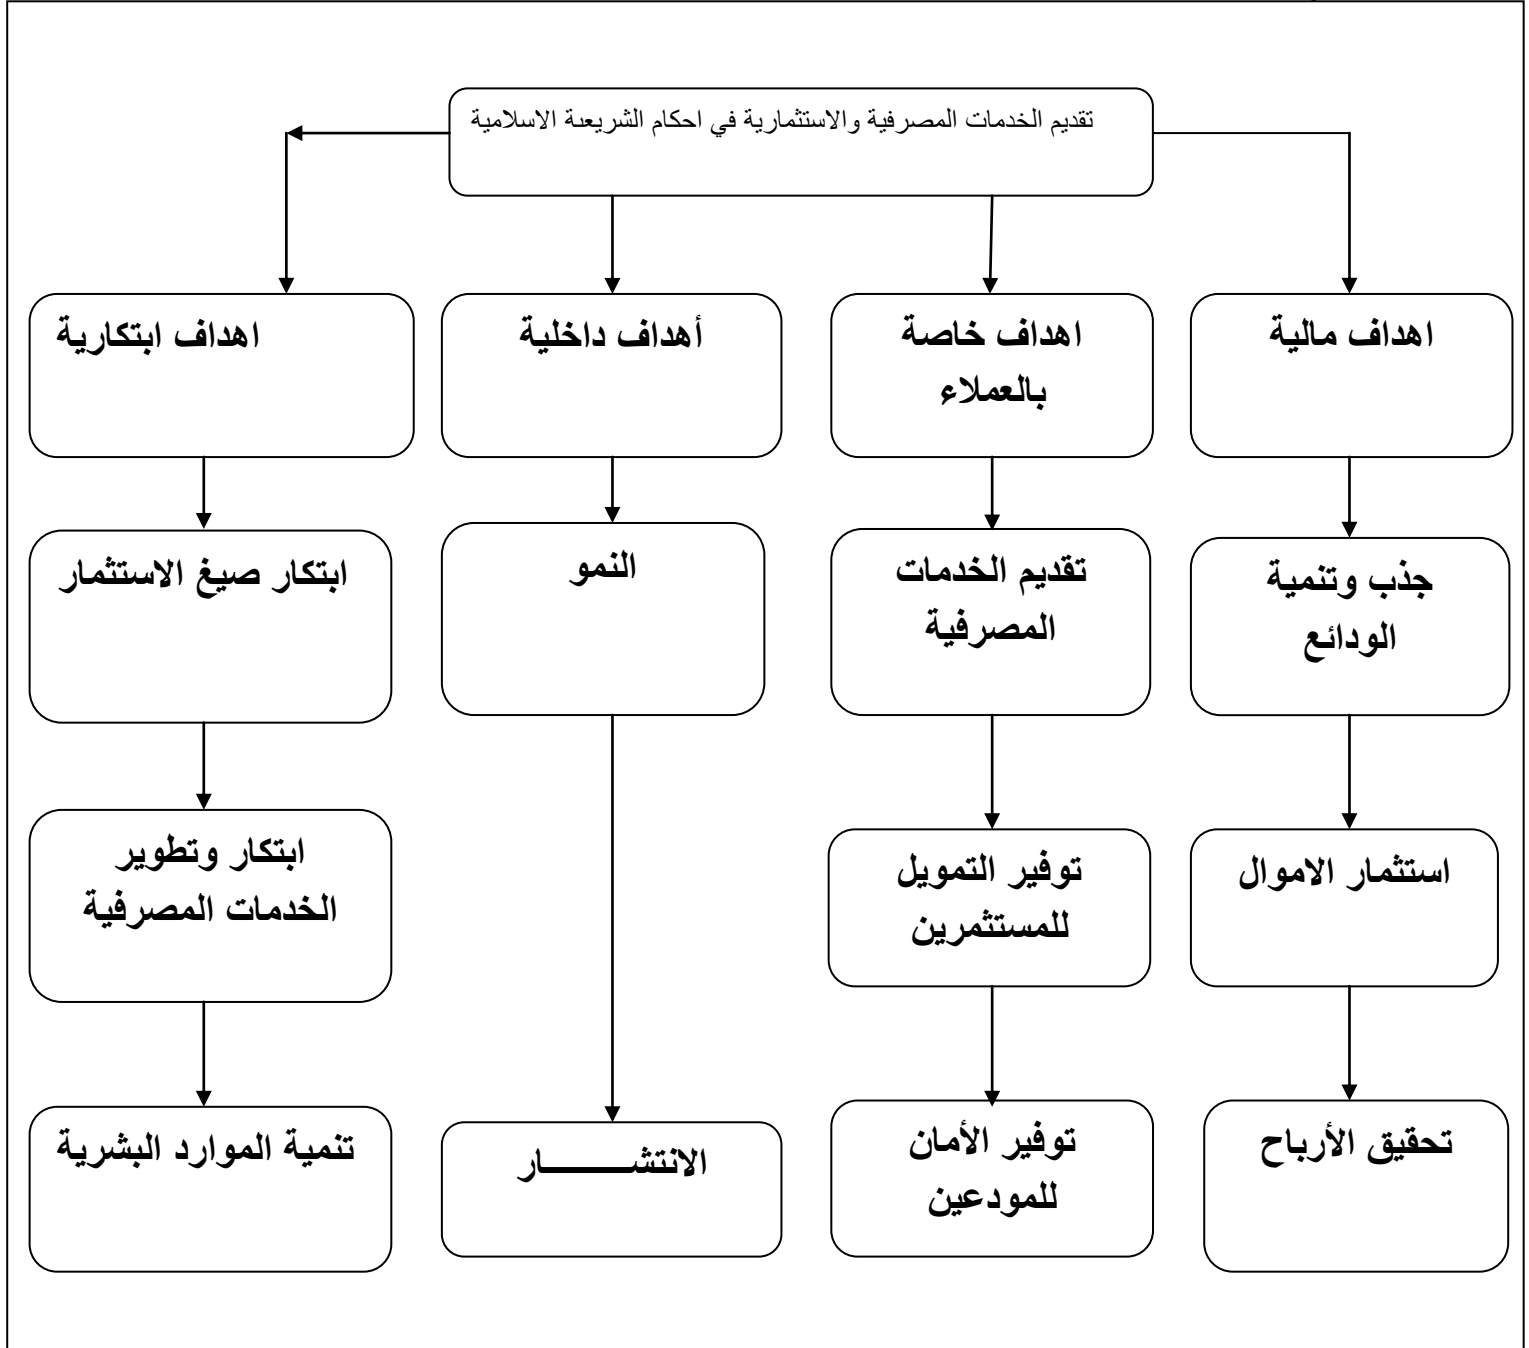 تقديم الخدمات المصرفية والاستثمارية في احكام الشريعىة الاسلامية
اهداف مالية
اهداف خاصة
بالعملاء
أهداف داخلية
اهداف ابتكارية
جذب وتنمية
الودائع
تقديم الخدمات
المصرفية
النمو
ابتكار صيغ الاستثمار
استثمار الاموال
توفير التمويل
للمستثمرين
ابتكار وتطوير
الخدمات المصرفية
تحقيق الأرباح
توفير الأمان
للمودعين
الانتشــــــــــار
تنمية الموارد البشرية